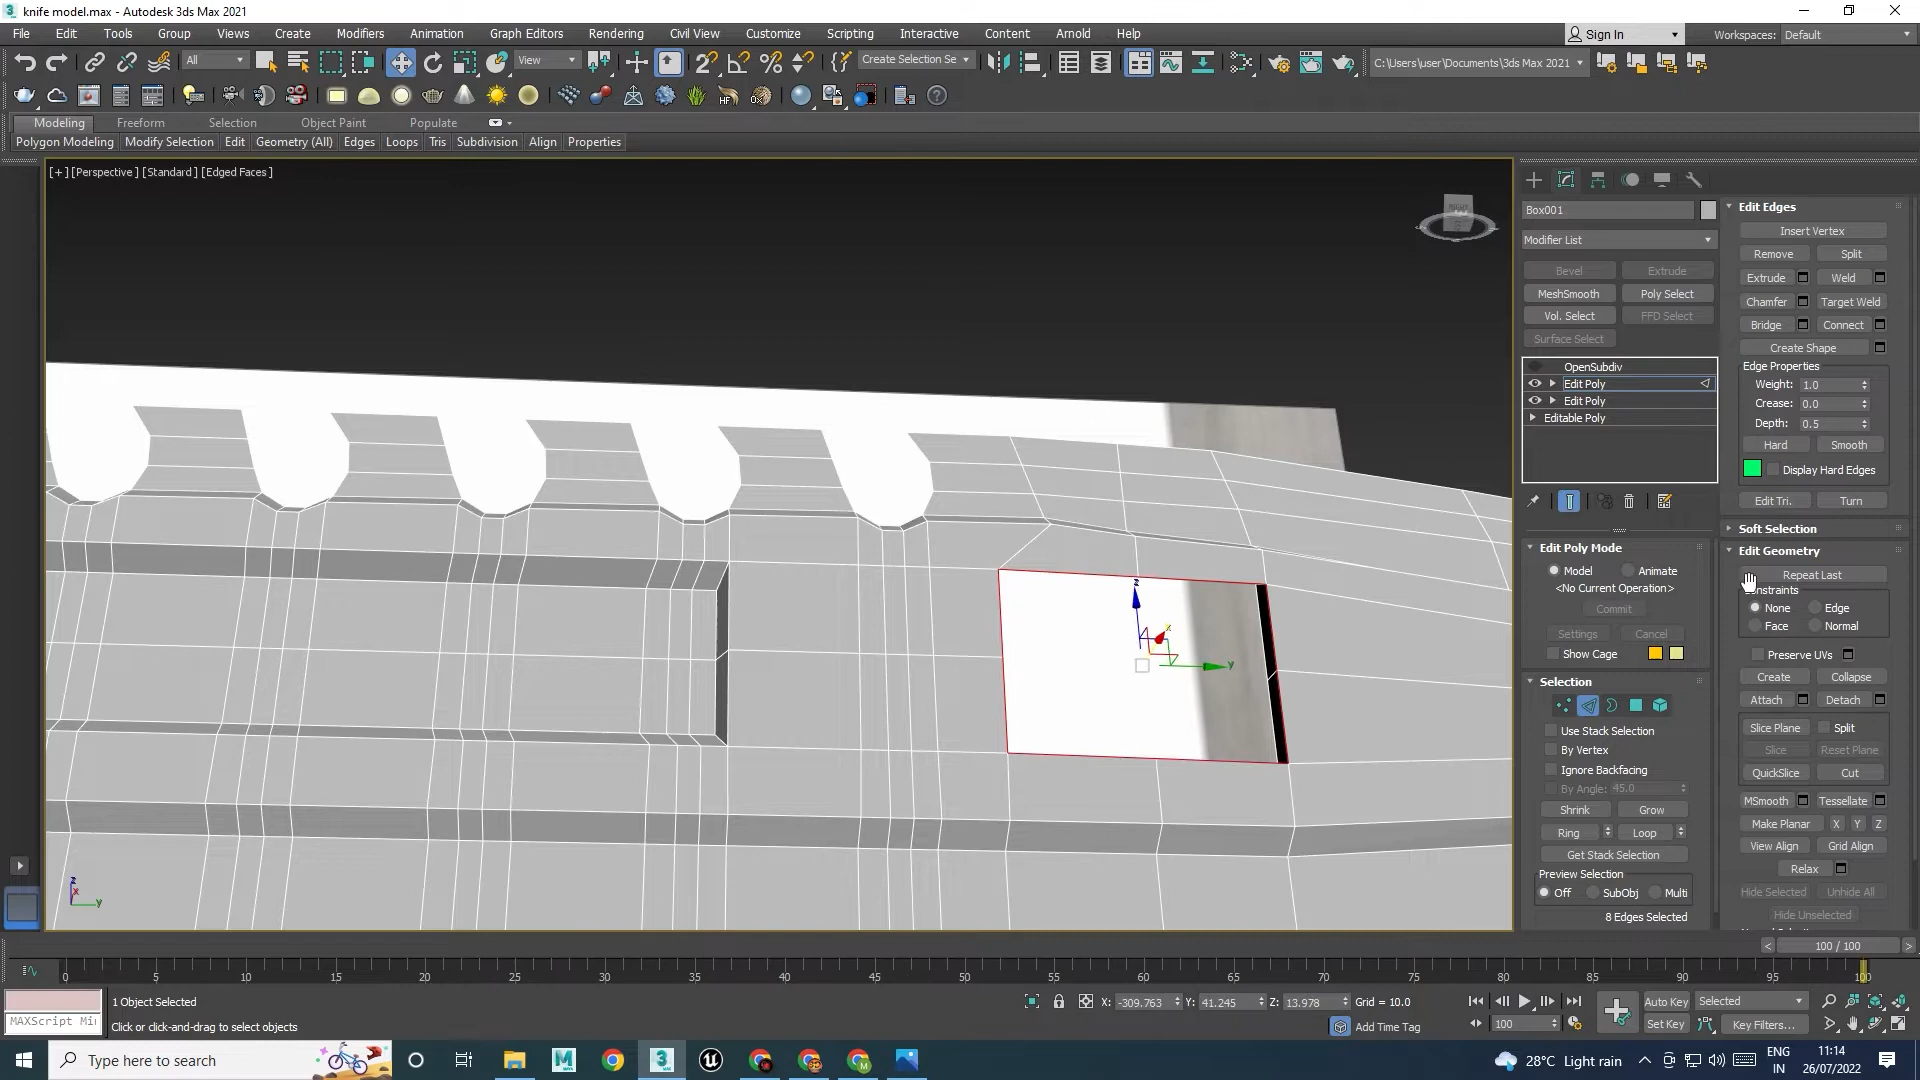 knife model.max - Autodesk 3ds Max 2021
File Edit Tools Group Views Create Modifiers Animation Graph Editors Rendering Civil View Customize Scripting Interactive Content Arnold Help
Sign In
Workspaces: Default
All
View
Create Selection Se
C:\Users\user\Documents\3ds Max 2021
Modeling Freeform Selection Object Paint Populate
Polygon Modeling Modify Selection Edit Geometry (All) Edges Loops Tris Subdivision Align Properties
[+] [Perspective ] [Standard ] [Edged Faces ]
Box001
Modifier List
Bevel Extrude
MeshSmooth Poly Select
Vol. Select FFD Select
Surface Select
OpenSubdiv
Edit Poly
Edit Poly
Editable Poly
Edit Poly Mode
Model Animate
<No Current Operation>
Commit
Settings Cancel
Show Cage
Selection
Use Stack Selection
By Vertex
Ignore Backfacing
By Angle: 45.0
Shrink Grow
Ring Loop
Get Stack Selection
Preview Selection
Off SubObj Multi
8 Edges Selected
Edit Edges
Insert Vertex
Remove Split
Extrude Weld
Chamfer Target Weld
Bridge Connect
Create Shape
Edge Properties
Weight: 1.0
Crease: 0.0
Depth: 0.5
Hard Smooth
Display Hard Edges
Edit Tri. Turn
Soft Selection
Edit Geometry
Repeat Last
None Edge
Face Normal
Preserve UVs
Create Collapse
Attach Detach
Slice Plane Split
Slice Reset Plane
QuickSlice Cut
MSmooth Tessellate
Make Planar X Y Z
View Align Grid Align
Relax
Hide Selected Unhide All
Hide Unselected
z
x
y
z
x
y
< 100 / 100 >
0 5 10 15 20 25 30 35 40 45 50 55 60 65 70 75 80 85 90 95 100
1 Object Selected
MAXScript Mi
Click or click-and-drag to select objects
X: -309.763 Y: 41.245 Z: 13.978 Grid = 10.0
Add Time Tag
100
Auto Key Selected
Set Key Key Filters...
Type here to search
28°C Light rain
ENG
IN
11:14
26/07/2022